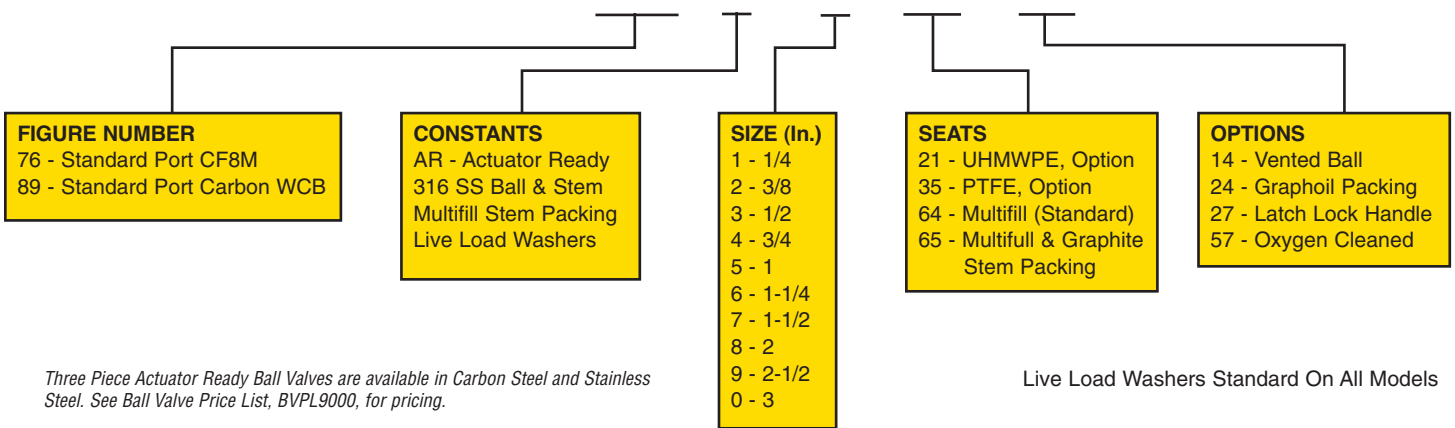 FIGURE NUMBER
76 - Standard Port CF8M
89 - Standard Port Carbon WCB
CONSTANTS
AR - Actuator Ready
316 SS Ball & Stem
Multifill Stem Packing
Live Load Washers
SIZE (In.)
1 - 1/4
2 - 3/8
3 - 1/2
4 - 3/4
5 - 1
6 - 1-1/4
7 - 1-1/2
8 - 2
9 - 2-1/2
0 - 3
SEATS
21 - UHMWPE, Option
35 - PTFE, Option
64 - Multifill (Standard)
65 - Multifull & Graphite
Stem Packing
OPTIONS
14 - Vented Ball
24 - Graphoil Packing
27 - Latch Lock Handle
57 - Oxygen Cleaned
Three Piece Actuator Ready Ball Valves are available in Carbon Steel and Stainless
Steel. See Ball Valve Price List, BVPL9000, for pricing.
Live Load Washers Standard On All Models